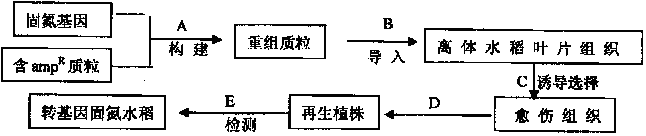 固氮基因
含ampR质粒
A
构建
重组质粒
B
导入
离体水稻叶片组织
C 诱导选择
愈伤组织
D
再生植株
E
检测
转基因固氮水稻